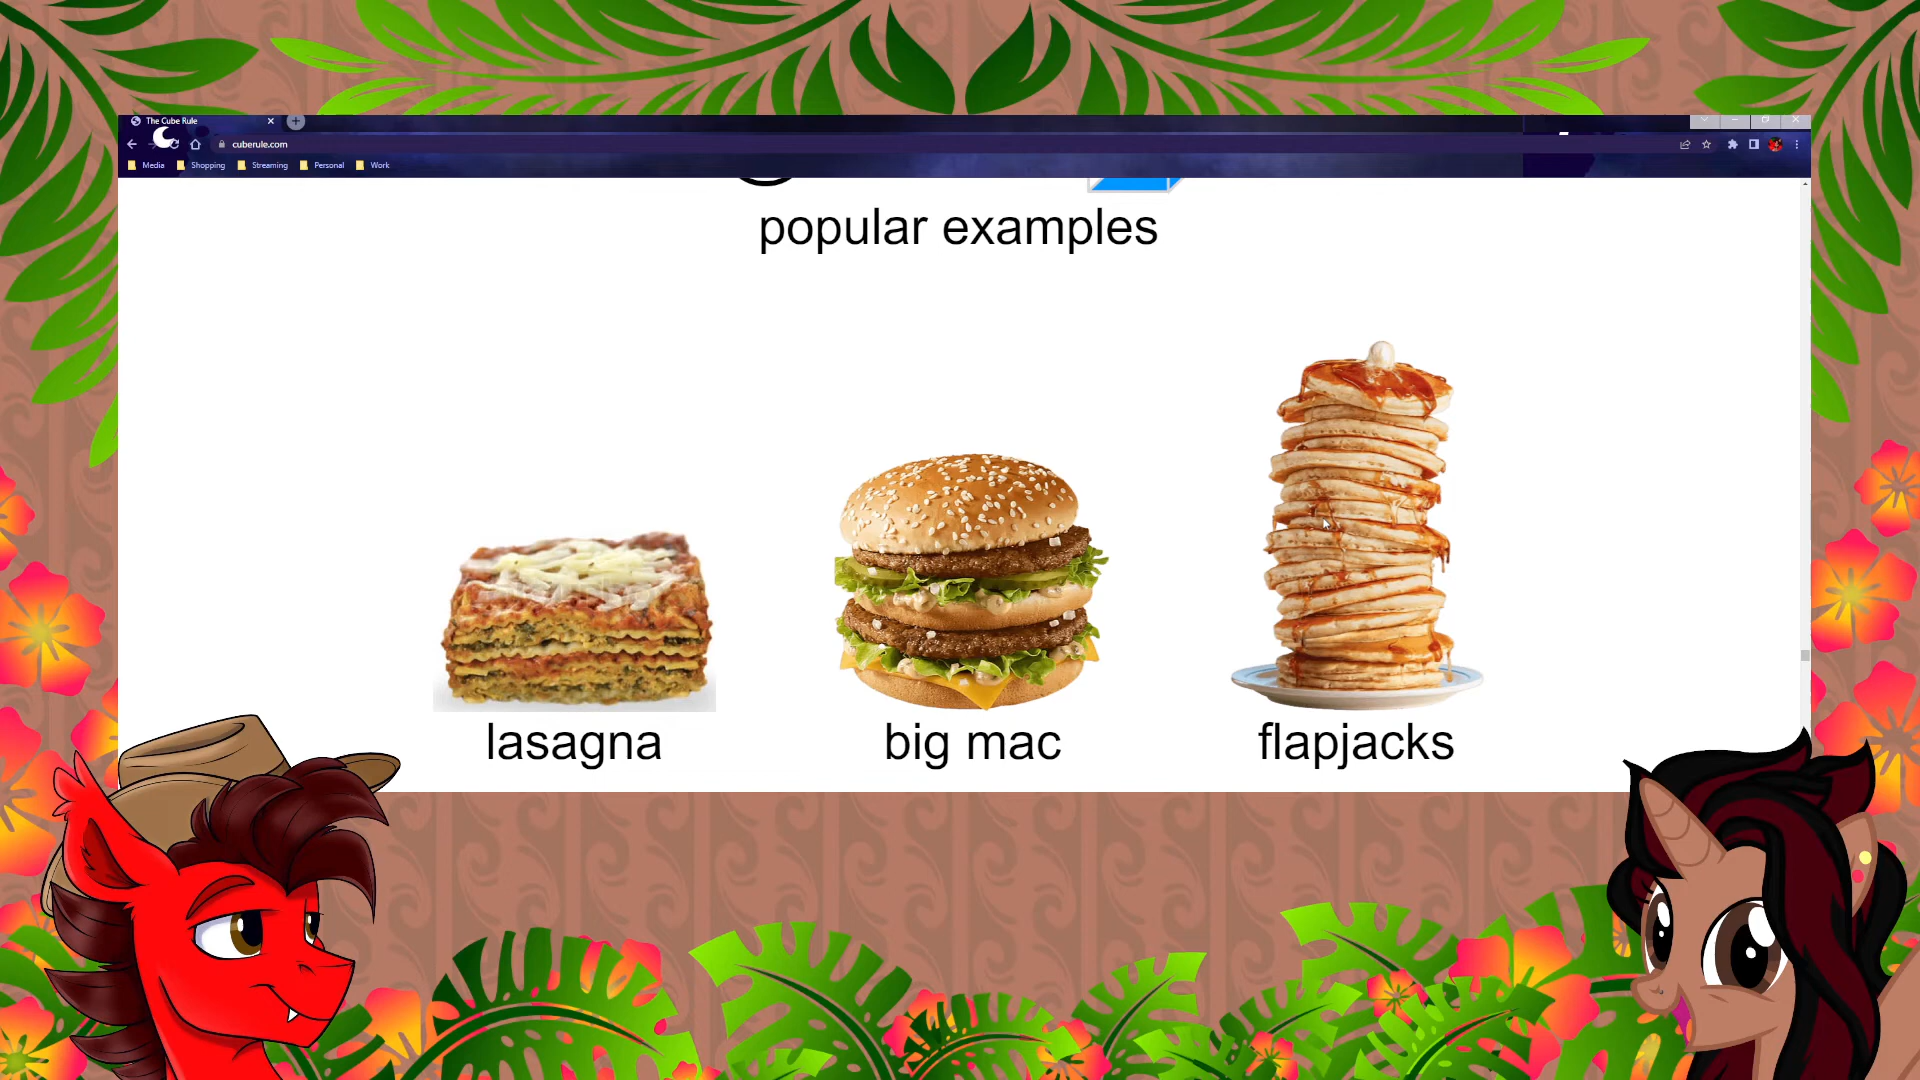 The Cube Rule
cuberule.com
Media Shopping Streaming Personal Work
popular examples
lasagna big mac flapjacks